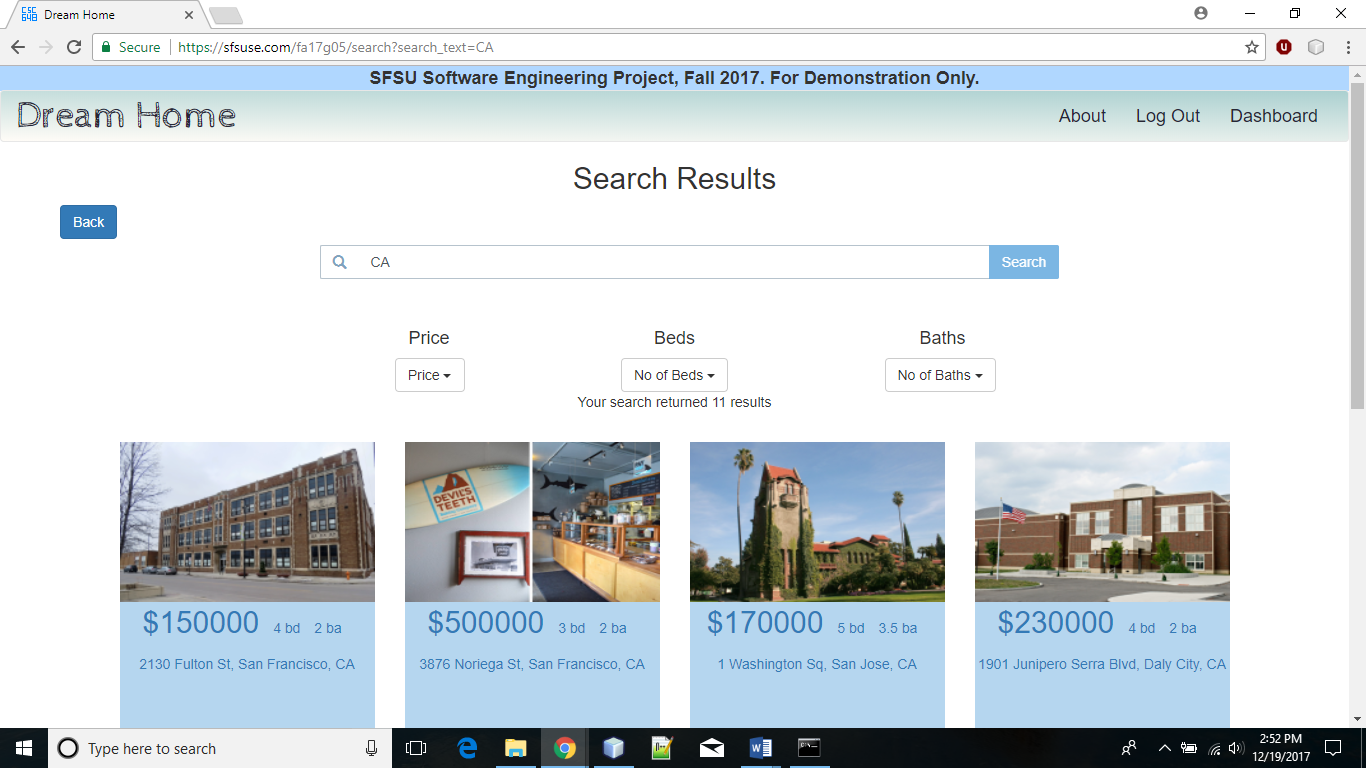 Dream Home
Secure https://sfsuse.com/fa17g05/search?search_text=CA
SFSU Software Engineering Project, Fall 2017. For Demonstration Only.
Dream Home About Log Out Dashboard
Search Results
Back
CA Search
Price Beds Baths
Price No of Beds No of Baths
Your search returned 11 results
DEVIL'S
TEETH
$150000 4 bd 2 ba
2130 Fulton St, San Francisco, CA
$500000 3 bd 2 ba
3876 Noriega St, San Francisco, CA
$170000 5 bd 3.5 ba
1 Washington Sq, San Jose, CA
$230000 4 bd 2 ba
1901 Junipero Serra Blvd, Daly City, CA
Type here to search
2:52 PM
12/19/2017